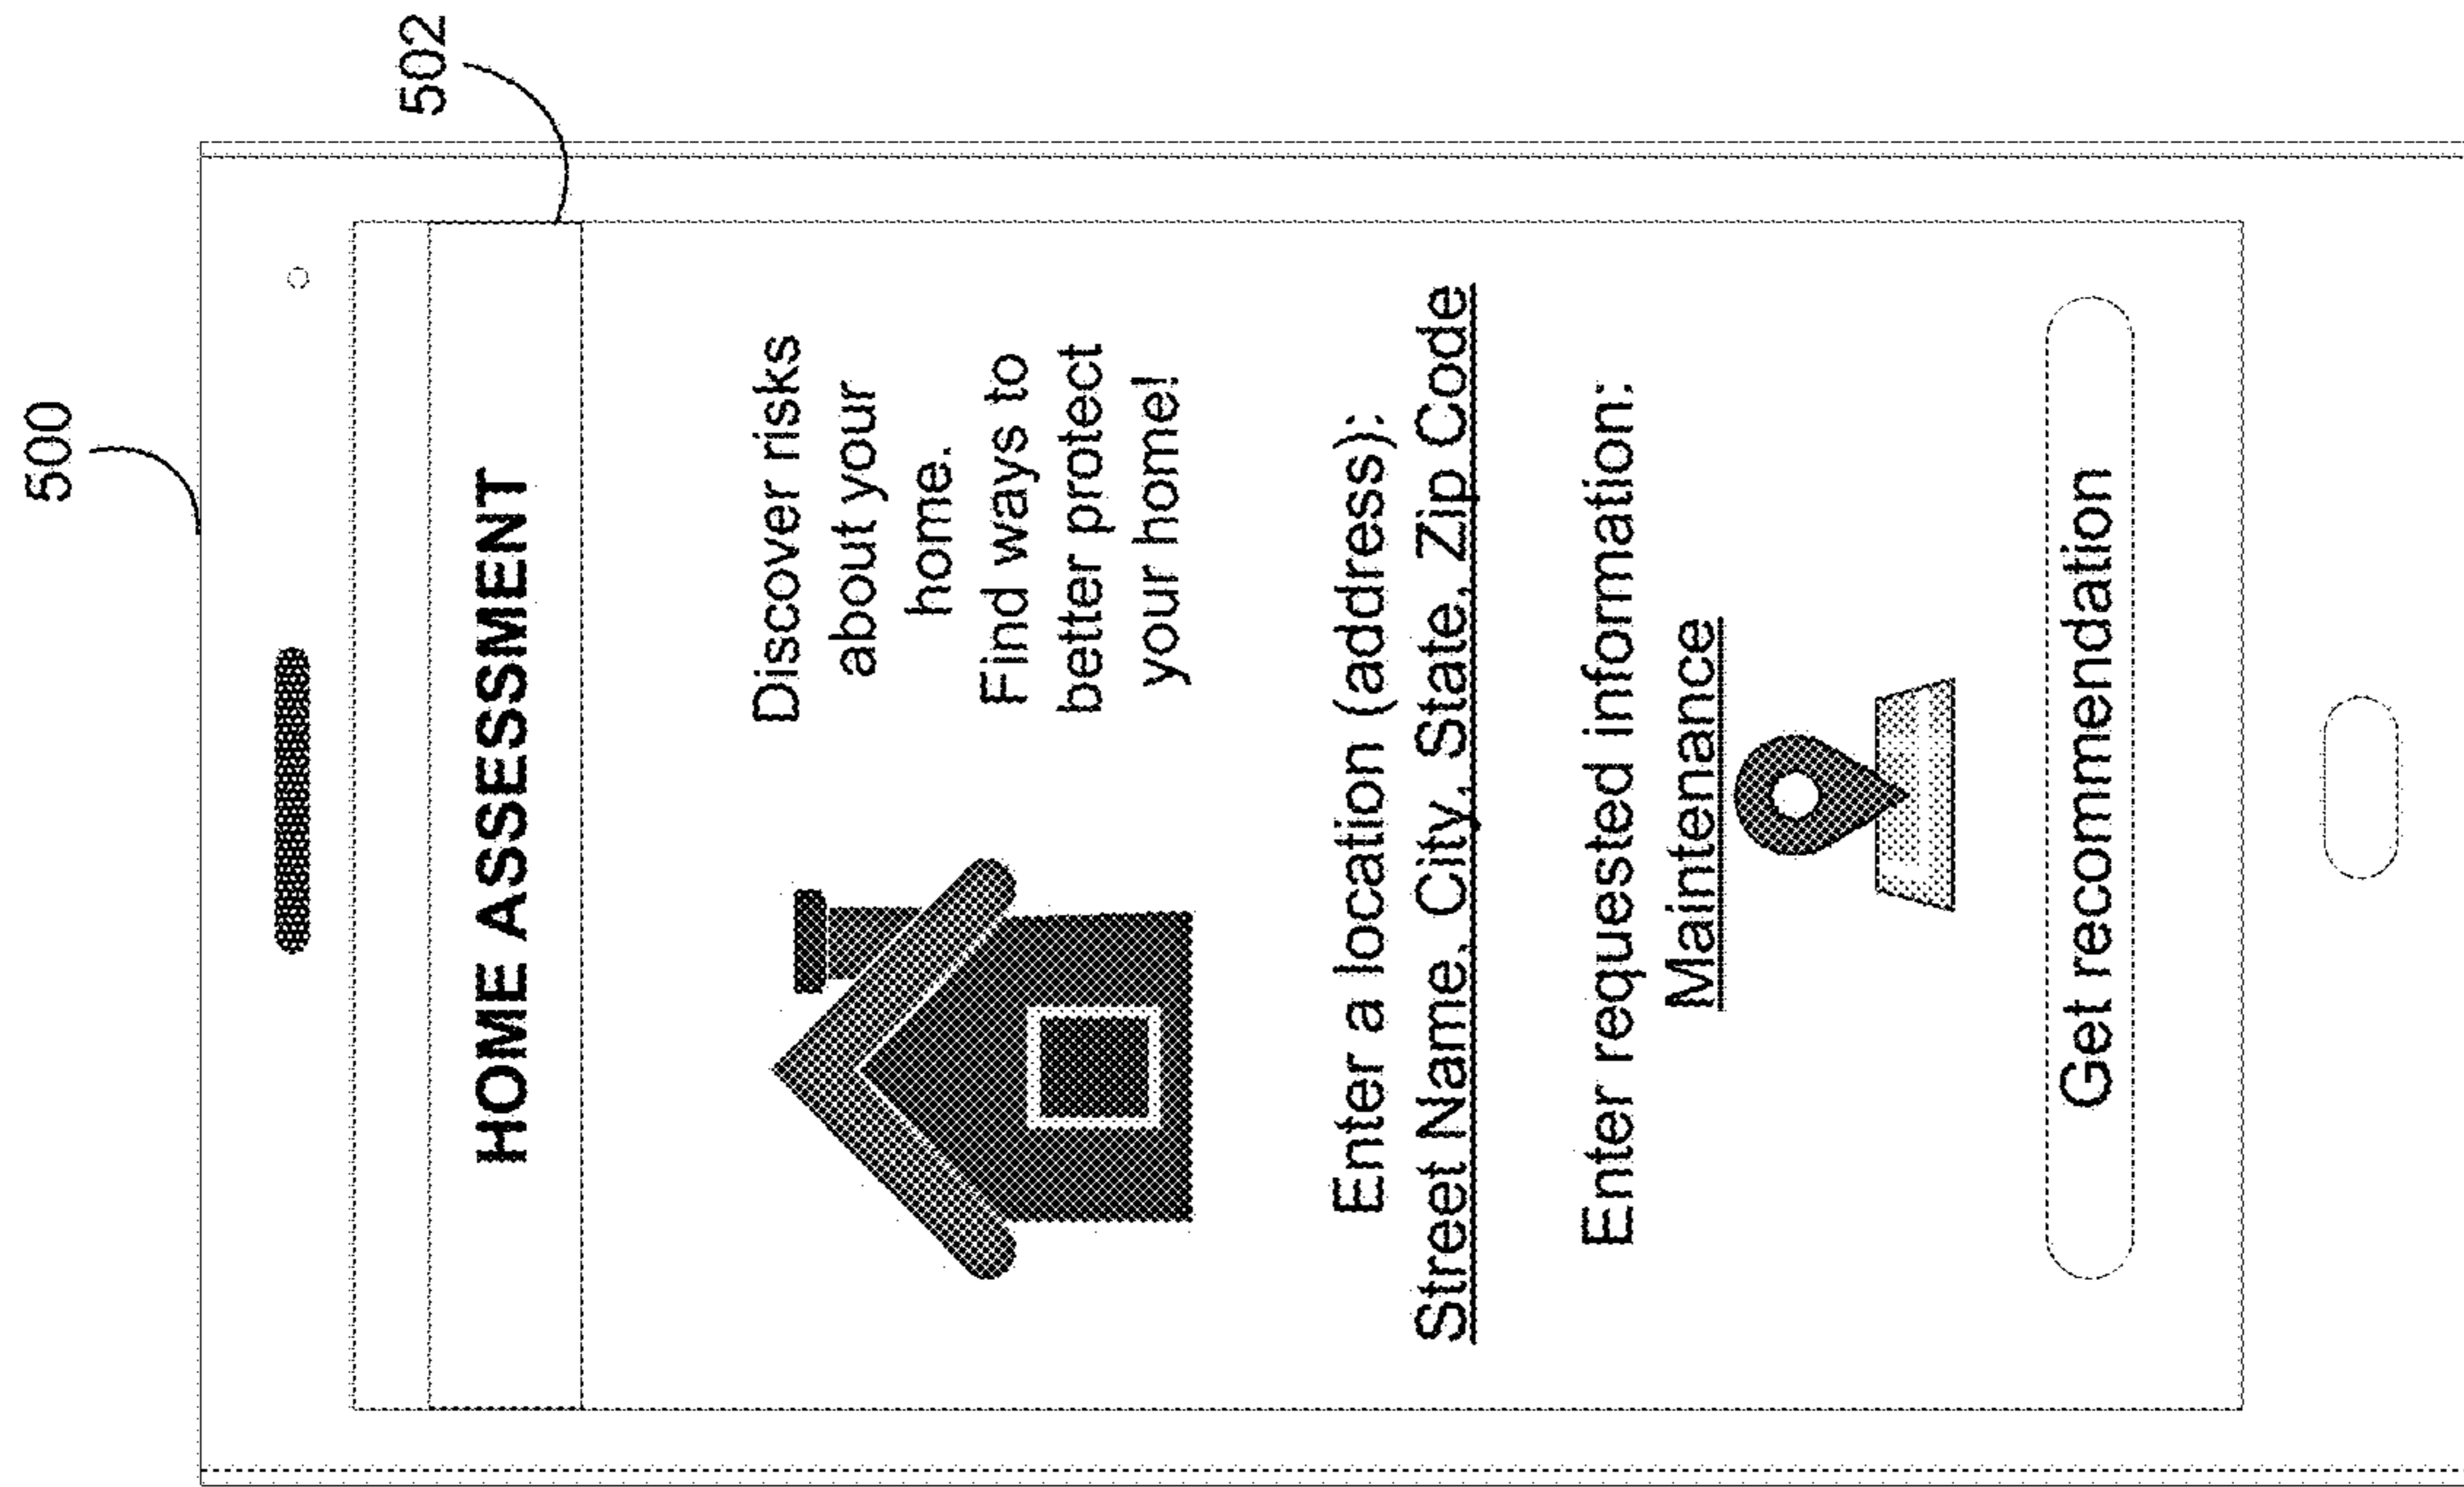 500
502
HOME ASSESSMENT
Discover risks
about your
home.
Find ways to
better protect
your home!
Enter a location (address):
Street Name, City, State, Zip Code
Enter requested information:
Maintenance
Get recommendation